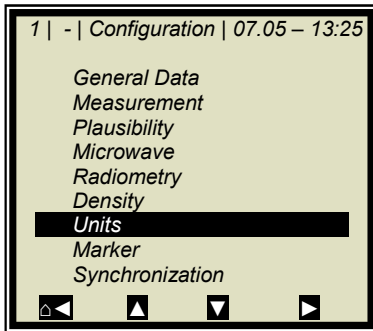 1 | - | Configuration | 07.05 – 13:25
General Data
Measurement
Plausibility
Microwave
Radiometry
Density
Units
Marker
Synchronization